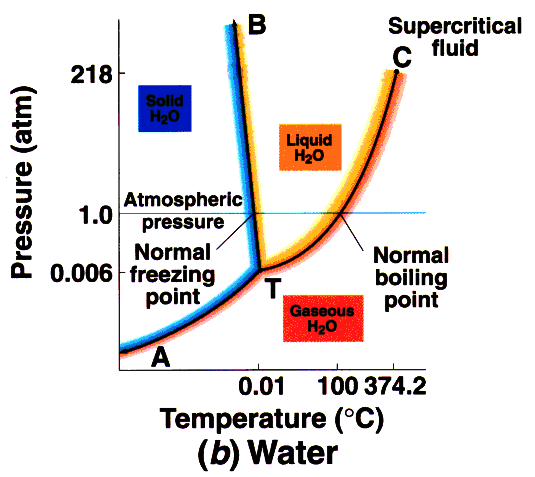 B
Supercritical
fluid
C
218
Solid
H₂O
Liquid
H₂O
Pressure (atm)
Atmospheric
pressure
1.0
Normal
freezing
point
Normal
boiling
point
0.006
T
Gaseous
H₂O
A
0.01 100 374.2
Temperature (°C)
(b) Water